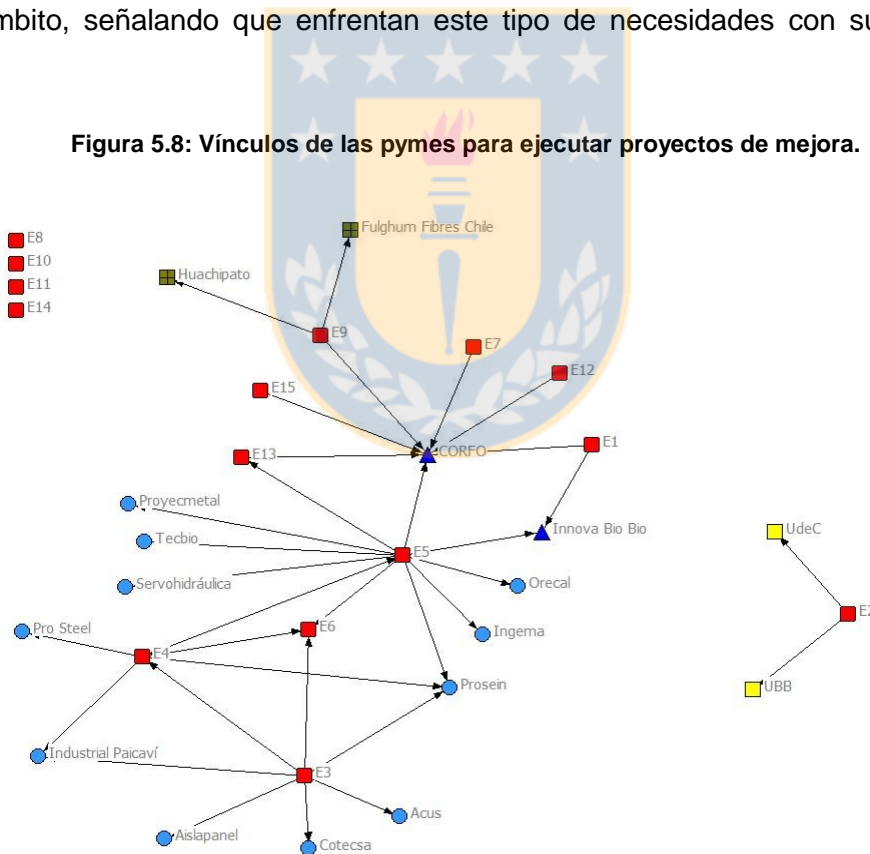 mbito, señalando que enfrentan este tipo de necesidades con su
Figura 5.8: Vínculos de las pymes para ejecutar proyectos de mejora.
E8
E10
E11
E14
Fulghum Fibres Chile
Huachipato
E9
E7
E12
E15
E1
CORFO
E13
Proyecmetal
Tecbio
Innova Bio Bio
UdeC
E5
Servohidráulica
Orecal
E2
Pro Steel
E6
Ingema
E4
Prosein
UBB
Industrial Paicaví
E3
Acus
Aislapanel
Cotecsa